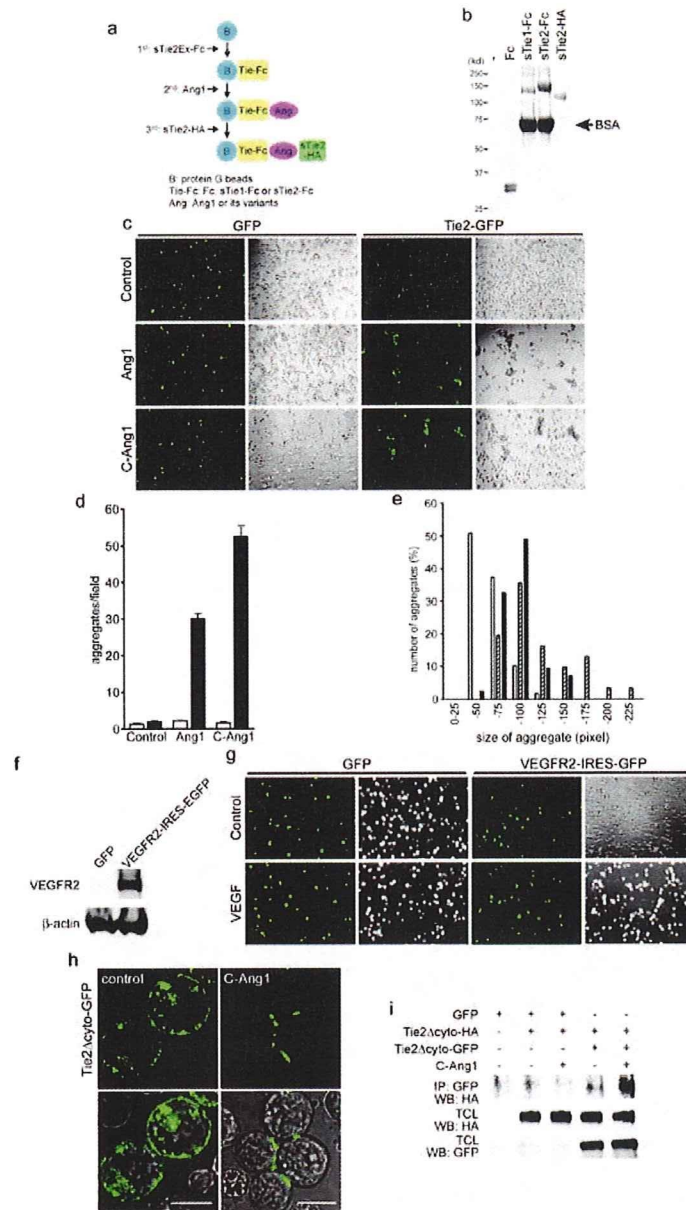 a
B
1st: sTie2Ex-Fc
B Tie-Fc
2nd: Ang1
B Tie-Fc Ang
3rd: sTie2-HA
B Tie-Fc Ang sTie2
-HA
B: protein G beads
Tie-Fc: Fc, sTie1-Fc or sTie2-Fc
Ang: Ang1 or its variants
b
(kd) Fc sTie1-Fc sTie2-Fc sTie2-HA
250
150
100
75
BSA
50
37
25
c
GFP Tie2-GFP
Control
Ang1
C-Ang1
d
aggregates/field
60
50
40
30
20
10
0
Control Ang1 C-Ang1
e
number of aggregates (%)
60
50
40
30
20
10
0
0-25 -50 -75 -100 -125 -150 -175 -200 -225
size of aggregate (pixel)
f
GFP VEGFR2-IRES-EGFP
VEGFR2
β-actin
g
GFP VEGFR2-IRES-GFP
Control
VEGF
h
Tie2Δcyto-GFP
control C-Ang1
i
GFP + + + - -
Tie2Δcyto-HA - + + + +
Tie2Δcyto-GFP - - - + +
C-Ang1 - - + - +
IP: GFP
WB: HA
TCL
WB: HA
TCL
WB: GFP